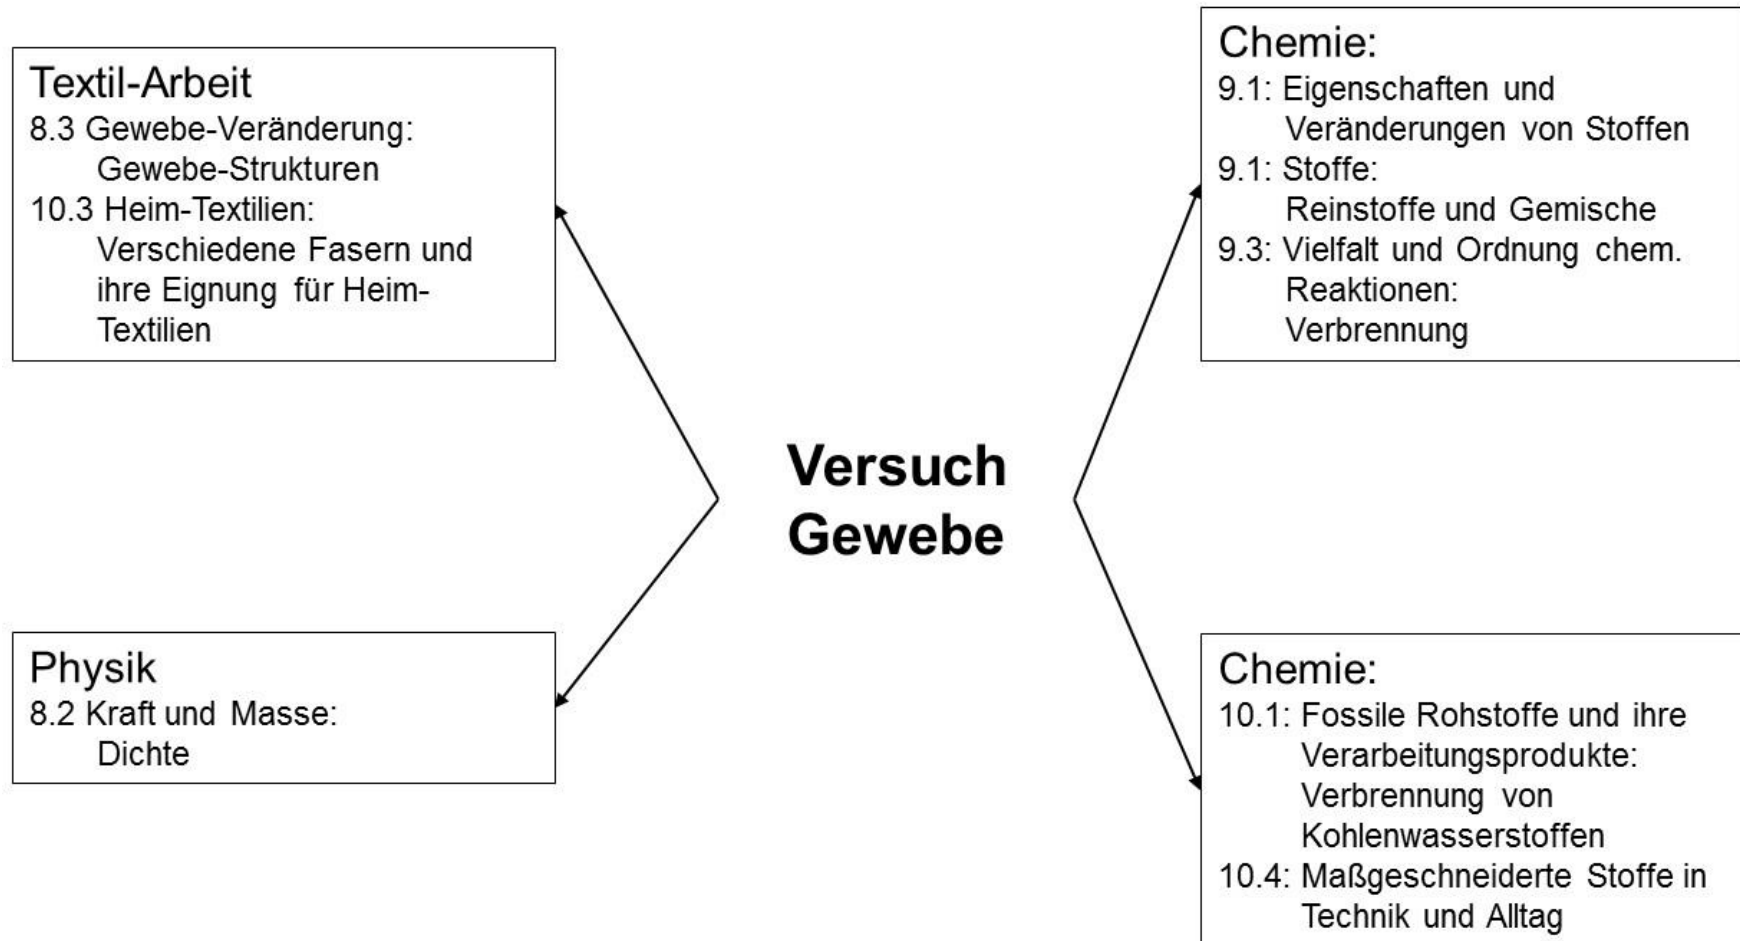 Textil-Arbeit
8.3 Gewebe-Veränderung:
Gewebe-Strukturen
10.3 Heim-Textilien:
Verschiedene Fasern und
ihre Eignung für Heim-
Textilien
Chemie:
9.1: Eigenschaften und
Veränderungen von Stoffen
9.1: Stoffe:
Reinstoffe und Gemische
9.3: Vielfalt und Ordnung chem.
Reaktionen:
Verbrennung
Versuch
Gewebe
Physik
8.2 Kraft und Masse:
Dichte
Chemie:
10.1: Fossile Rohstoffe und ihre
Verarbeitungsprodukte:
Verbrennung von
Kohlenwasserstoffen
10.4: Maßgeschneiderte Stoffe in
Technik und Alltag